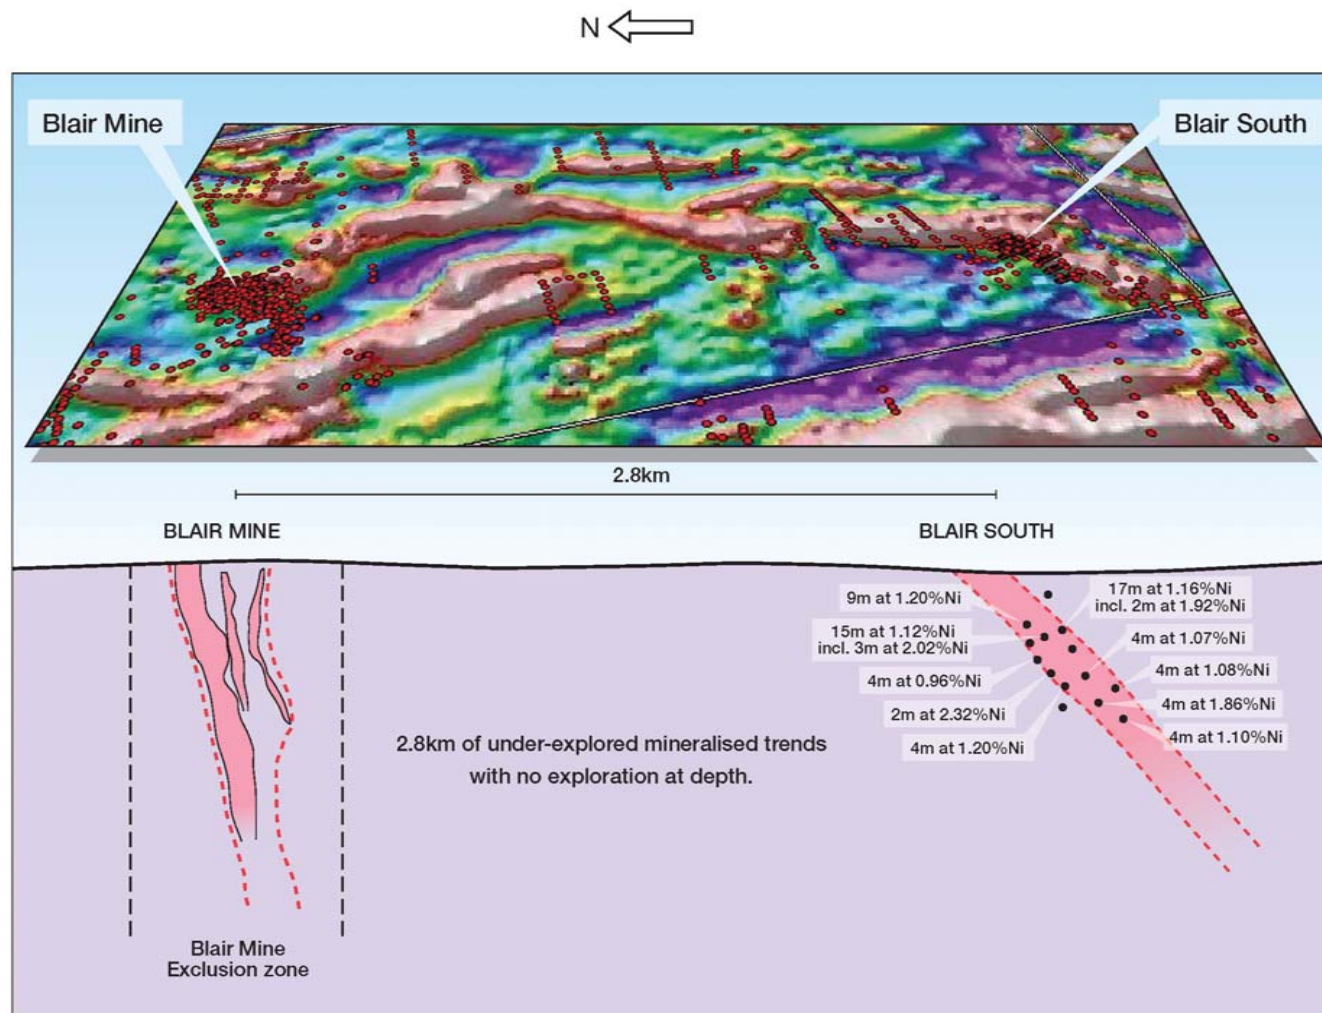 N
Blair Mine
Blair South
2.8km
BLAIR MINE
BLAIR SOUTH
9m at 1.20%Ni
17m at 1.16%Ni
incl. 2m at 1.92%Ni
15m at 1.12%Ni
incl. 3m at 2.02%Ni
4m at 1.07%Ni
4m at 0.96%Ni
4m at 1.08%Ni
2m at 2.32%Ni
4m at 1.86%Ni
4m at 1.20%Ni
4m at 1.10%Ni
2.8km of under-explored mineralised trends
with no exploration at depth.
Blair Mine
Exclusion zone